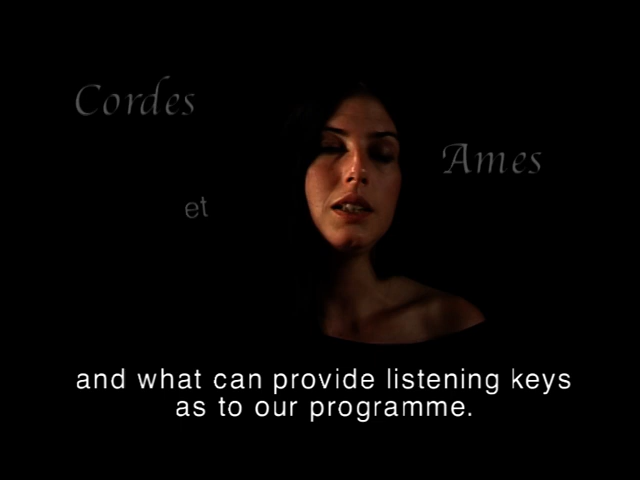 Cordes
et
Ames
and what can provide listening keys
as to our programme.